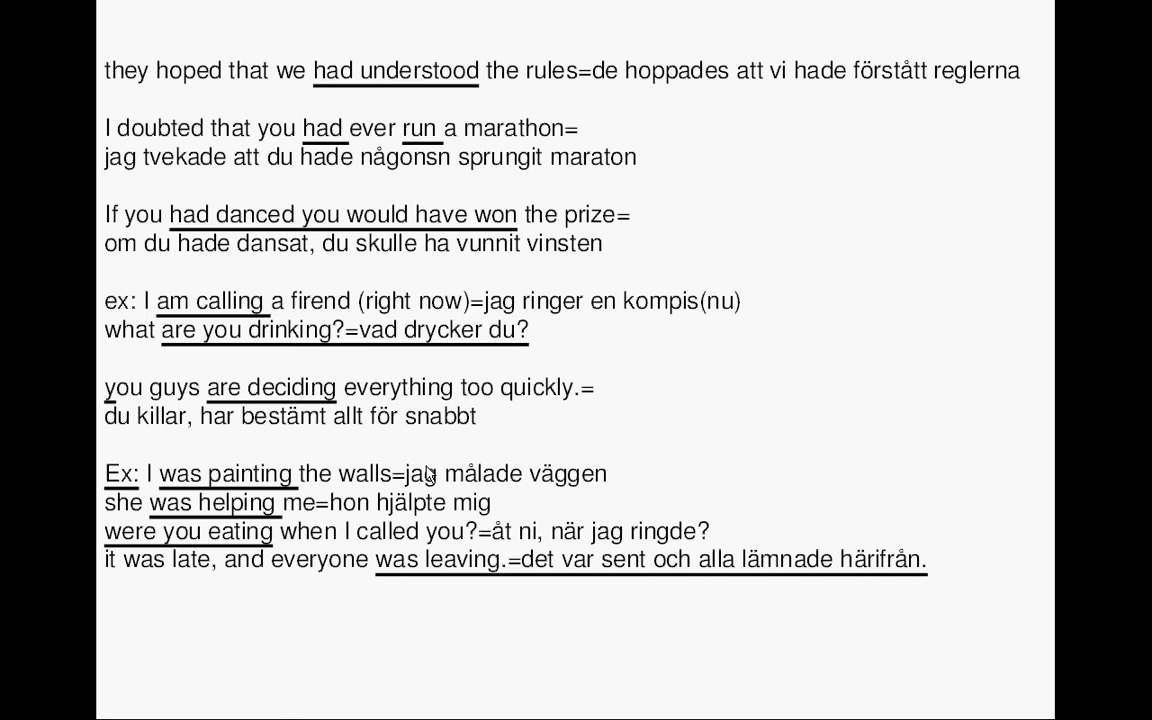 they hoped that we had understood the rules=de hoppades att vi hade förstått reglerna
I doubted that you had ever run a marathon=
jag tvekade att du hade någonsn sprungit maraton
If you had danced you would have won the prize=
om du hade dansat, du skulle ha vunnit vinsten
ex: I am calling a firend (right now)=jag ringer en kompis(nu)
what are you drinking?=vad drycker du?
you guys are deciding everything too quickly.=
du killar, har bestämt allt för snabbt
Ex: I was painting the walls=jag målade väggen
she was helping me=hon hjälpte mig
were you eating when I called you?=åt ni, när jag ringde?
it was late, and everyone was leaving.=det var sent och alla lämnade härifrån.